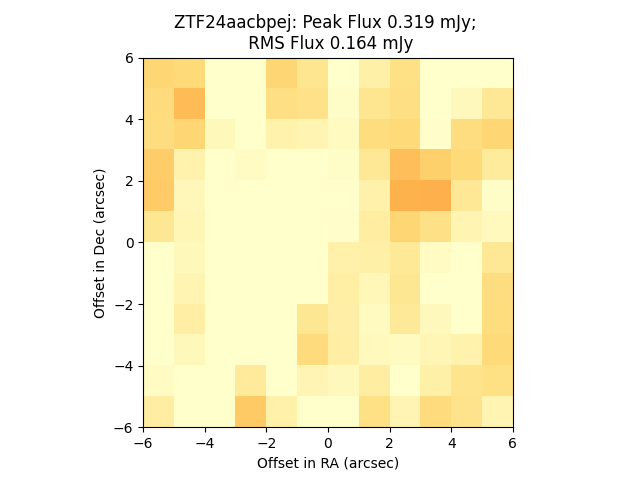 ZTF24aacbpej: Peak Flux 0.319 mJy;
RMS Flux 0.164 mJy
6
4
2
0
−2
−4
−6
Offset in Dec (arcsec)
−6 −4 −2 0 2 4 6
Offset in RA (arcsec)